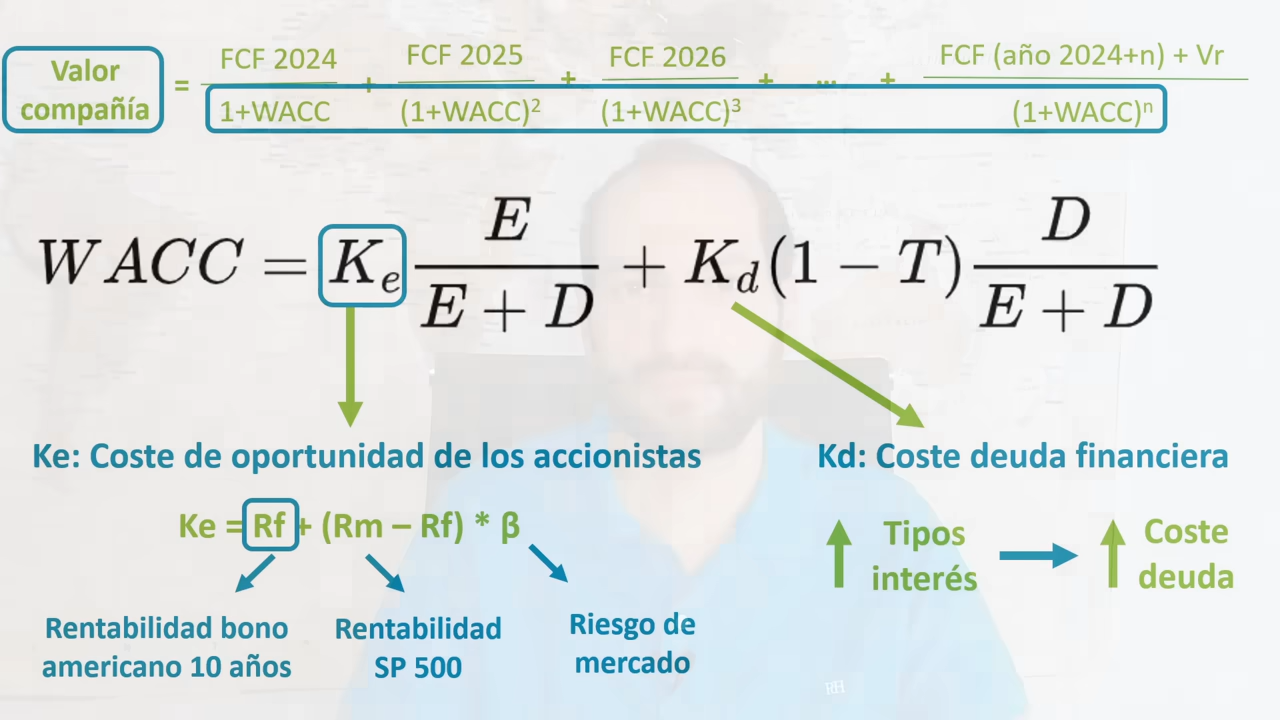 Valor compañía = FCF 2024 / 1+WACC + FCF 2025 / (1+WACC)² + FCF 2026 / (1+WACC)³ + ... + FCF (año 2024+n) + Vr / (1+WACC)ⁿ
WACC = Kₑ E / E + D + K_d (1 − T) D / E + D
Ke: Coste de oportunidad de los accionistas
Kd: Coste deuda financiera
Ke = Rf + (Rm – Rf) * β
Tipos
interés
Coste
deuda
Rentabilidad bono
americano 10 años
Rentabilidad
SP 500
Riesgo de
mercado
RH